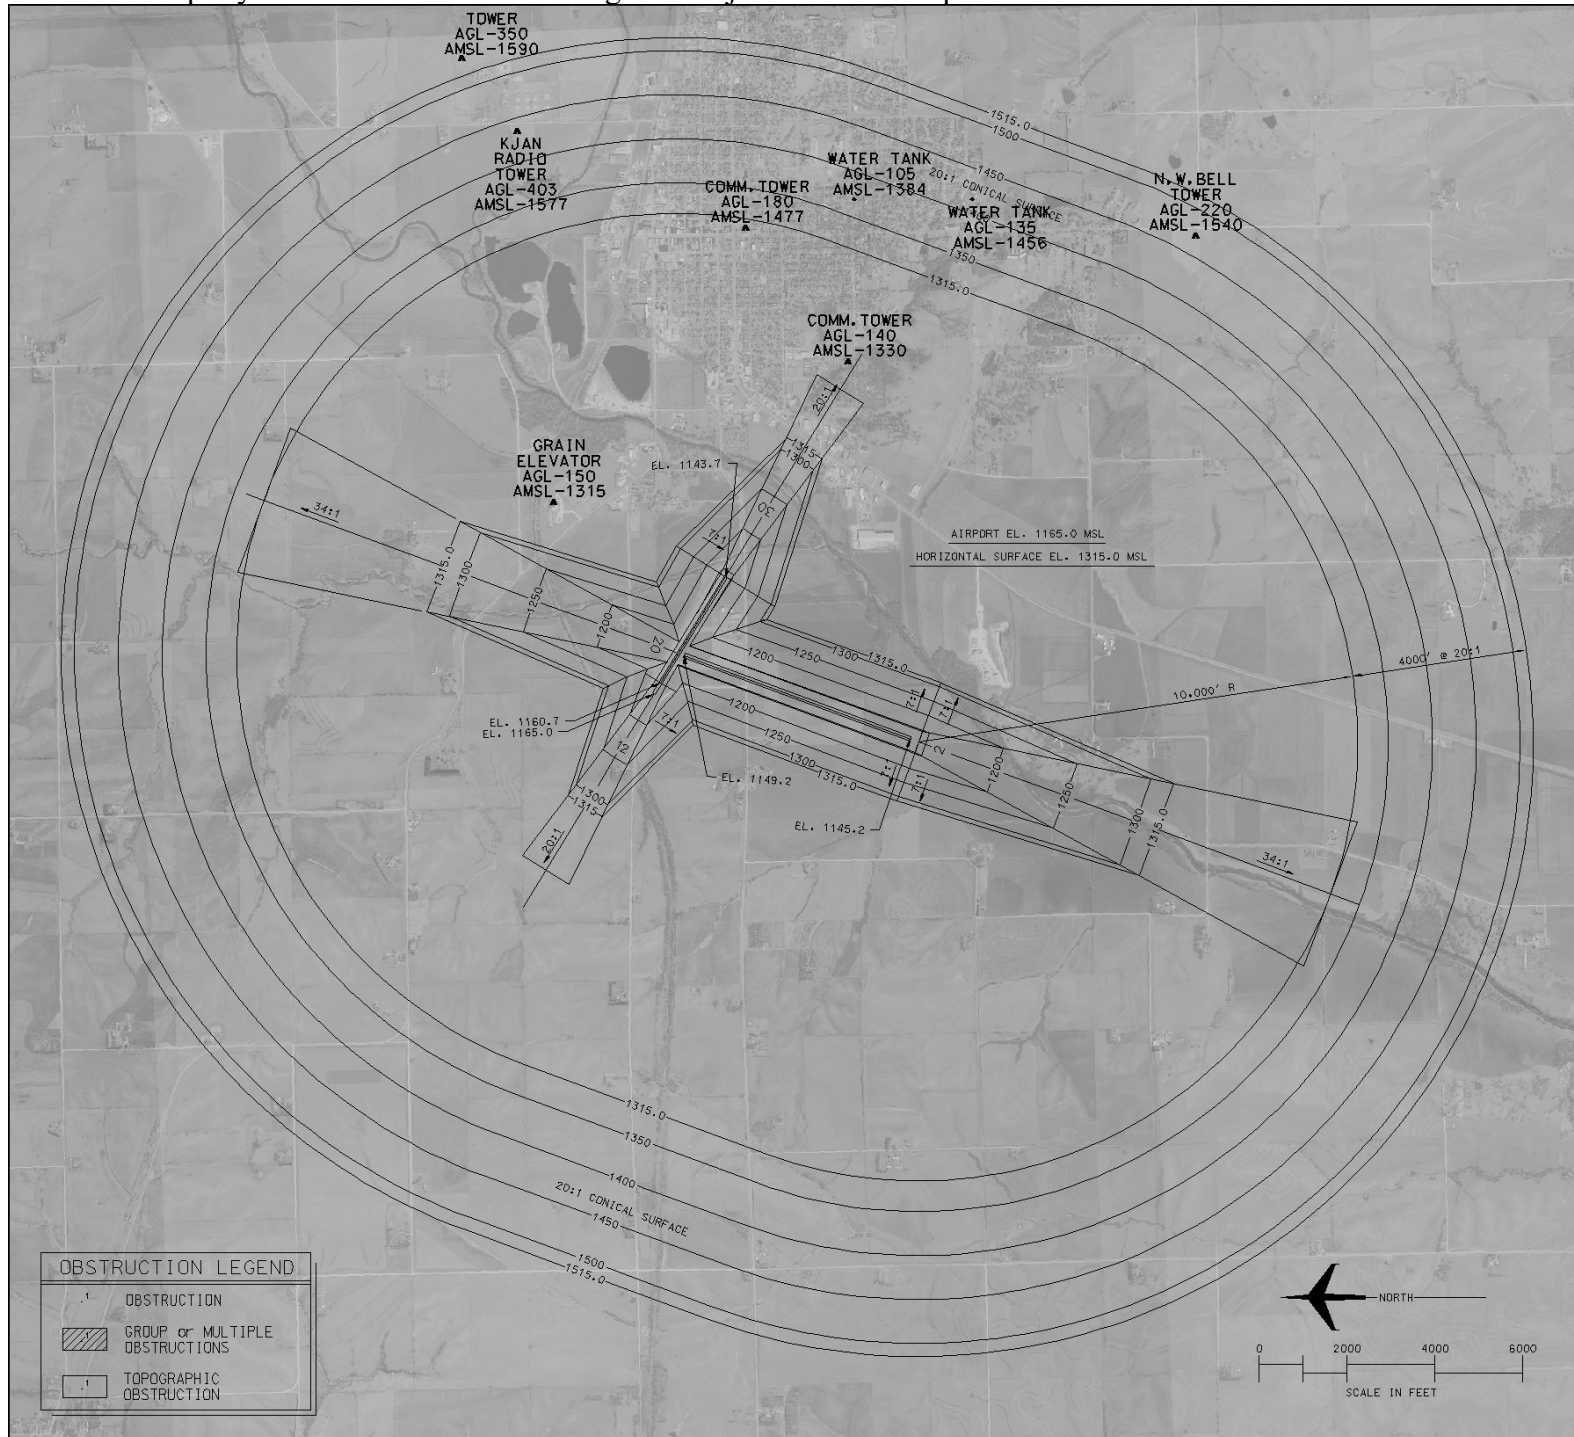 TOWER
AGL-350
AMSL-1590
KJAN
RADIO
TOWER
AGL-403
AMSL-1577
COMM.TOWER
AGL-180
AMSL-1477
WATER TANK
AGL-105
AMSL-1384
20:1 CONICAL SURFACE
WATER TANK
AGL-135
AMSL-1456
N.W.BELL
TOWER
AGL-220
AMSL-1540
1515.0
1500
1450
1350
1315.0
COMM.TOWER
AGL-140
AMSL-1330
20:1
1315
1300
GRAIN
ELEVATOR
AGL-150
AMSL-1315
EL. 1143.7
30
7:1
34:1
1315.0
1300
1250
1200
20
AIRPORT EL. 1165.0 MSL
HORIZONTAL SURFACE EL. 1315.0 MSL
1200
1250
1300
1315.0
4000' @ 20:1
10,000' R
7:1
7:1
EL. 1160.7
EL. 1165.0
7:1
12
1300
1315
20:1
1200
1250
1300
1315.0
EL. 1149.2
2
7:1
7:1
EL. 1145.2
1200
1250
1300
1315.0
34:1
1315.0
1350
1400
20:1 CONICAL SURFACE
1450
1500
1515.0
OBSTRUCTION LEGEND
.1 OBSTRUCTION
.1 GROUP or MULTIPLE
OBSTRUCTIONS
.1 TOPOGRAPHIC
OBSTRUCTION
NORTH
0 2000 4000 6000
SCALE IN FEET